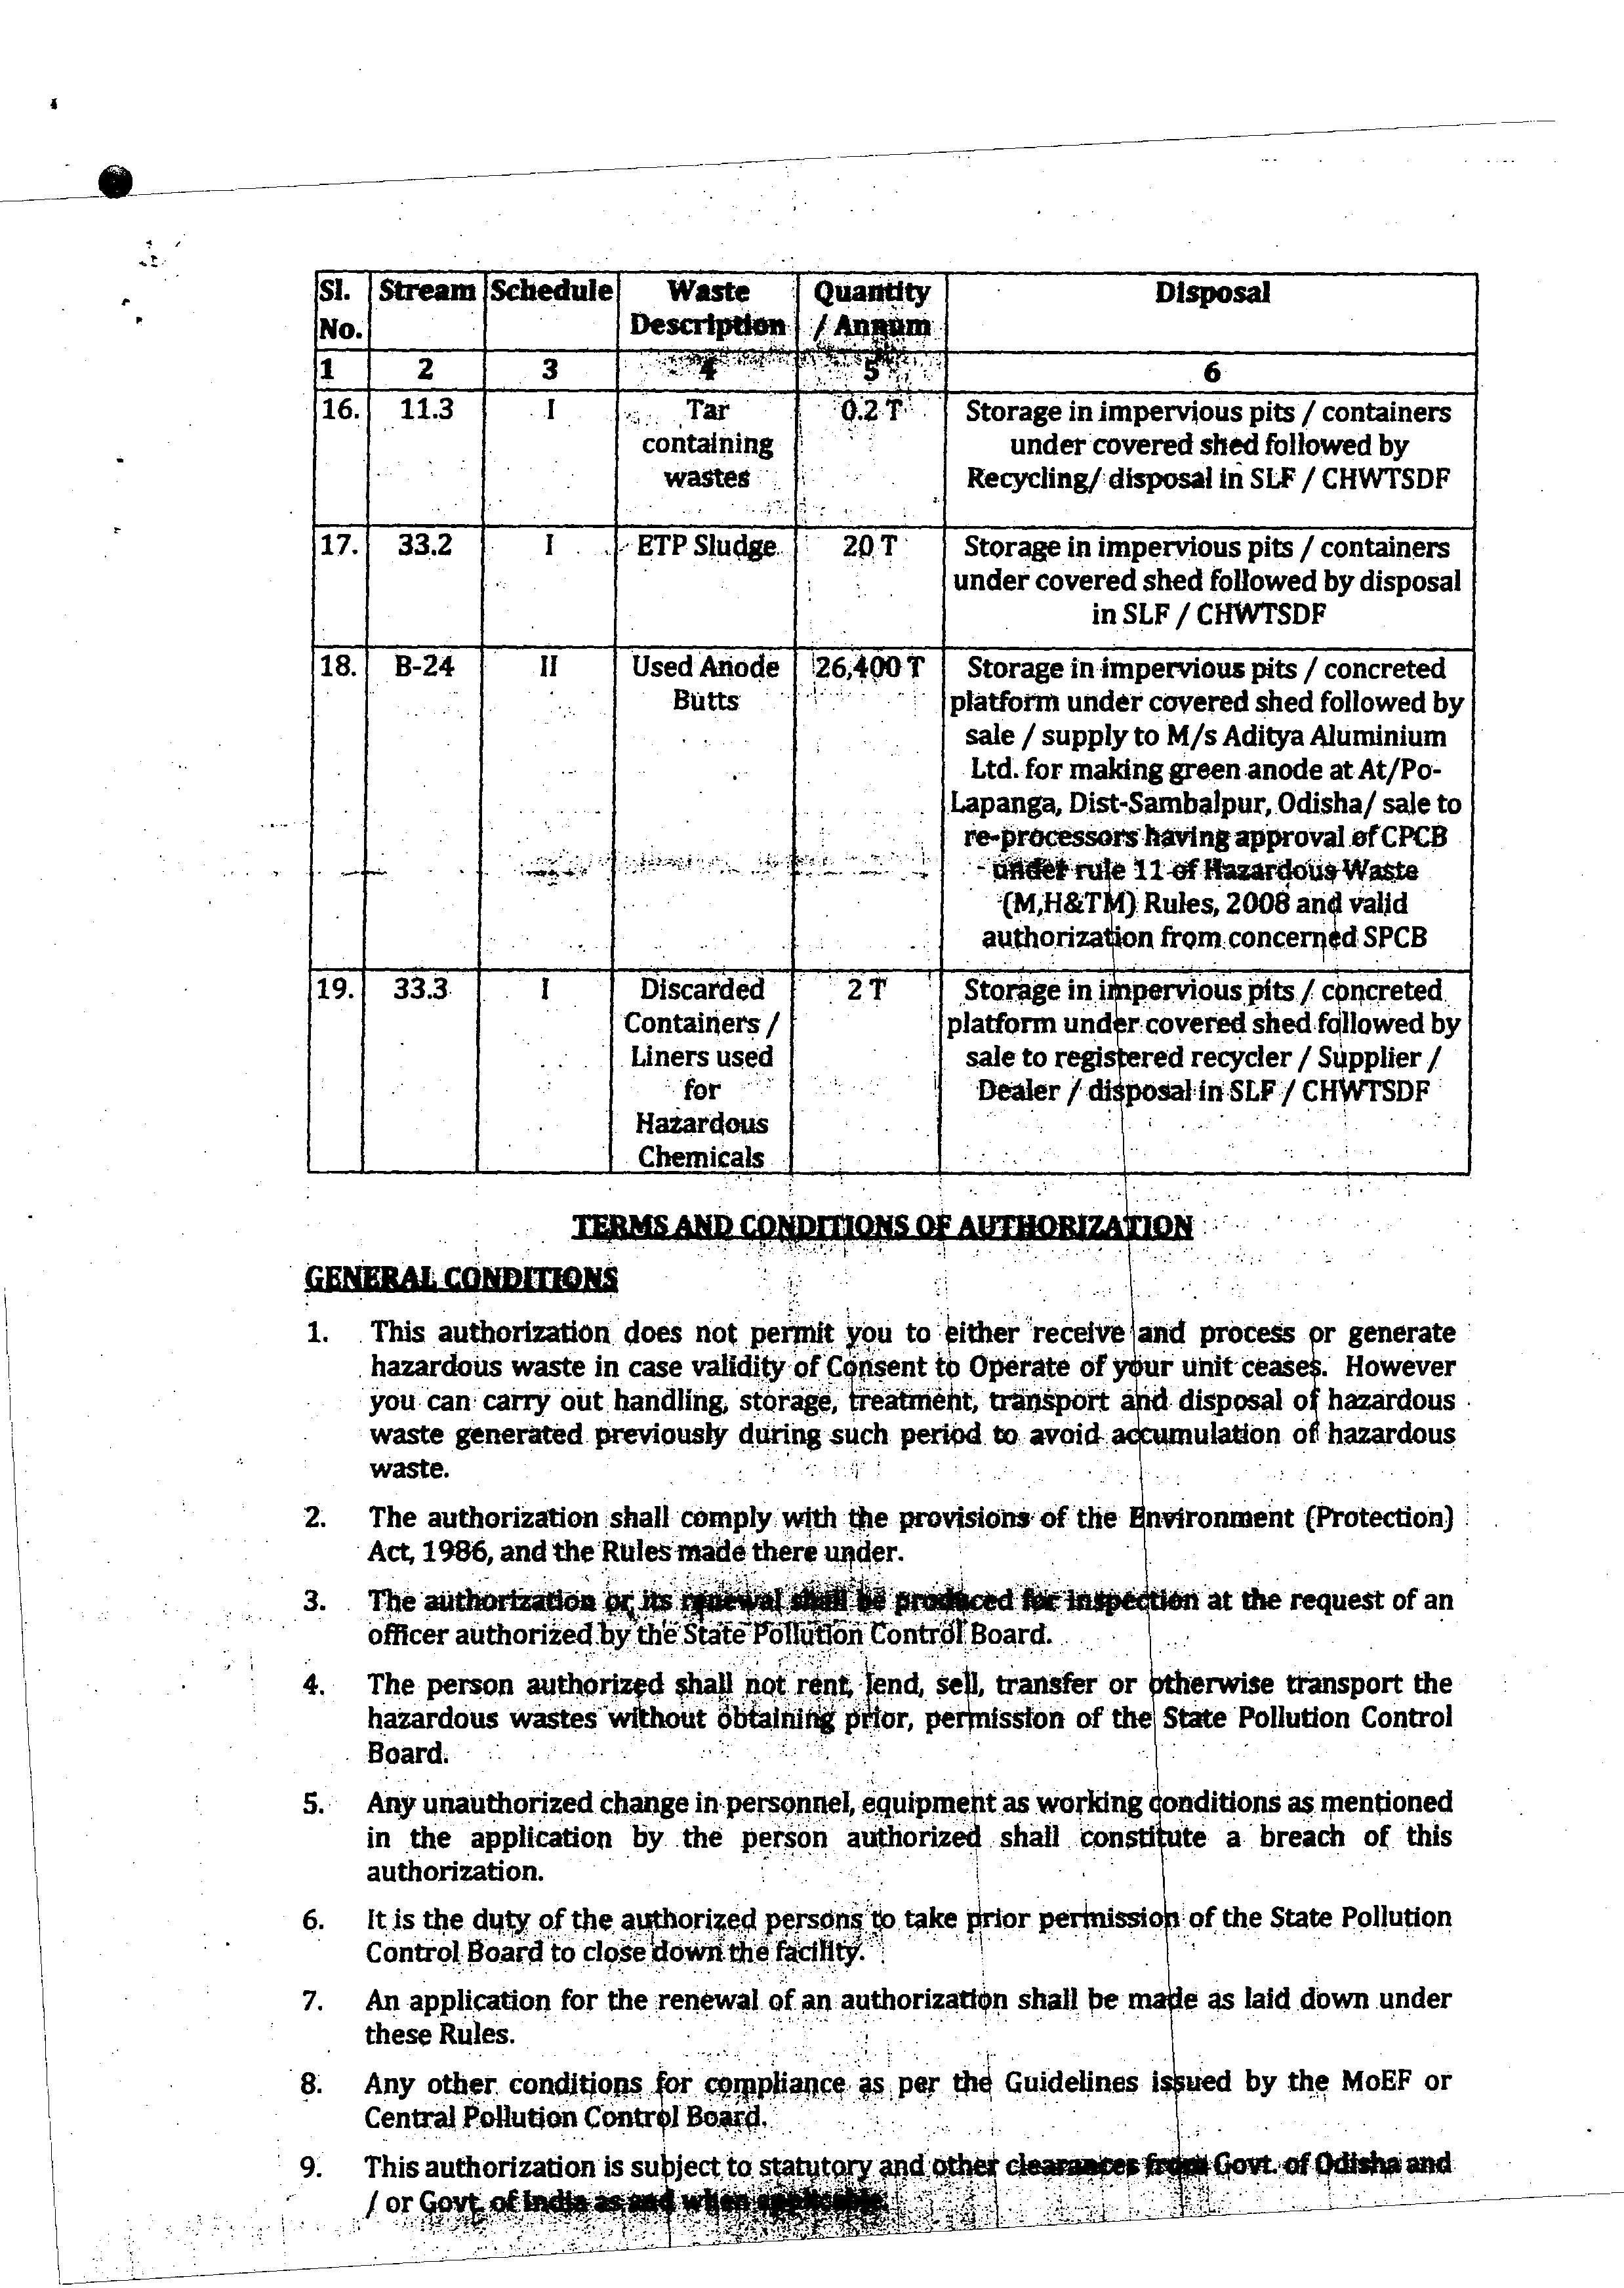 Sl. Stream Schedule Waste Quantity Disposal
No. Description / Annum
1 2 3 4 5 6
16. 11.3 I Tar 0.2 T Storage in impervious pits / containers
containing under covered shed followed by
wastes Recycling/ disposal in SLF / CHWTSDF
17. 33.2 I ETP Sludge 20 T Storage in impervious pits / containers
under covered shed followed by disposal
in SLF / CHWTSDF
18. B-24 II Used Anode 26,400 T Storage in impervious pits / concreted
Butts platform under covered shed followed by
sale / supply to M/s Aditya Aluminium
Ltd. for making green anode at At/Po-
Lapanga, Dist-Sambalpur, Odisha/ sale to
re-processors having approval of CPCB
under rule 11 of Hazardous Waste
(M,H&TM) Rules, 2008 and valid
authorization from concerned SPCB
19. 33.3 I Discarded 2 T Storage in impervious pits / concreted
Containers / platform under covered shed followed by
Liners used sale to registered recycler / Supplier /
for Dealer / disposal in SLF / CHWTSDF
Hazardous
Chemicals
TERMS AND CONDITIONS OF AUTHORIZATION
GENERAL CONDITIONS
1. This authorization does not permit you to either receive and process or generate
hazardous waste in case validity of Consent to Operate of your unit ceases. However
you can carry out handling, storage, treatment, transport and disposal of hazardous
waste generated previously during such period to avoid accumulation of hazardous
waste.
2. The authorization shall comply with the provisions of the Environment (Protection)
Act, 1986, and the Rules made there under.
3. The authorization or its renewal shall be produced for inspection at the request of an
officer authorized by the State Pollution Control Board.
4. The person authorized shall not rent, lend, sell, transfer or otherwise transport the
hazardous wastes without obtaining prior, permission of the State Pollution Control
Board.
5. Any unauthorized change in personnel, equipment as working conditions as mentioned
in the application by the person authorized shall constitute a breach of this
authorization.
6. It is the duty of the authorized persons to take prior permission of the State Pollution
Control Board to close down the facility.
7. An application for the renewal of an authorization shall be made as laid down under
these Rules.
8. Any other conditions for compliance as per the Guidelines issued by the MoEF or
Central Pollution Control Board.
9. This authorization is subject to statutory and other clearances from Govt. of Odisha and
/ or Govt. of India as and when applicable.